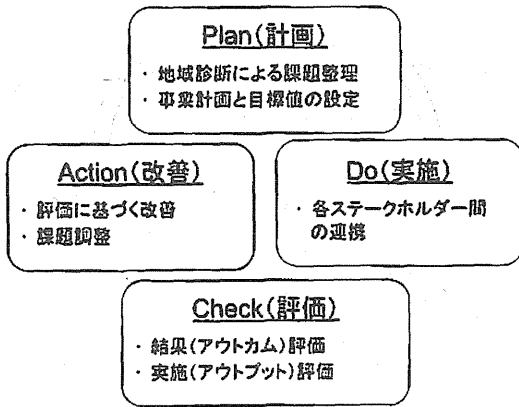 Plan(計画)
・ 地域診断による課題整理
・ 事業計画と目標値の設定
Action(改善)
・ 評価に基づく改善
・ 課題調整
Do(実施)
・ 各ステークホルダー間
の連携
Check(評価)
・ 結果(アウトカム)評価
・ 実施(アウトプット)評価